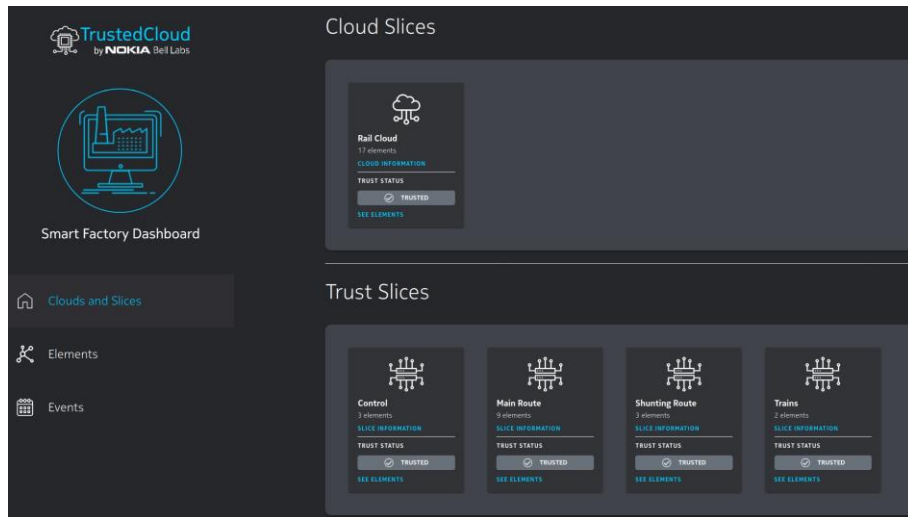 TrustedCloud
by NOKIA Bell Labs
Smart Factory Dashboard
Clouds and Slices
Elements
Events
Cloud Slices
Rail Cloud
17 elements
CLOUD INFORMATION
TRUST STATUS
TRUSTED
SEE ELEMENTS
Trust Slices
Control
3 elements
SLICE INFORMATION
TRUST STATUS
TRUSTED
SEE ELEMENTS
Main Route
9 elements
SLICE INFORMATION
TRUST STATUS
TRUSTED
SEE ELEMENTS
Shunting Route
3 elements
SLICE INFORMATION
TRUST STATUS
TRUSTED
SEE ELEMENTS
Trains
2 elements
SLICE INFORMATION
TRUST STATUS
TRUSTED
SEE ELEMENTS